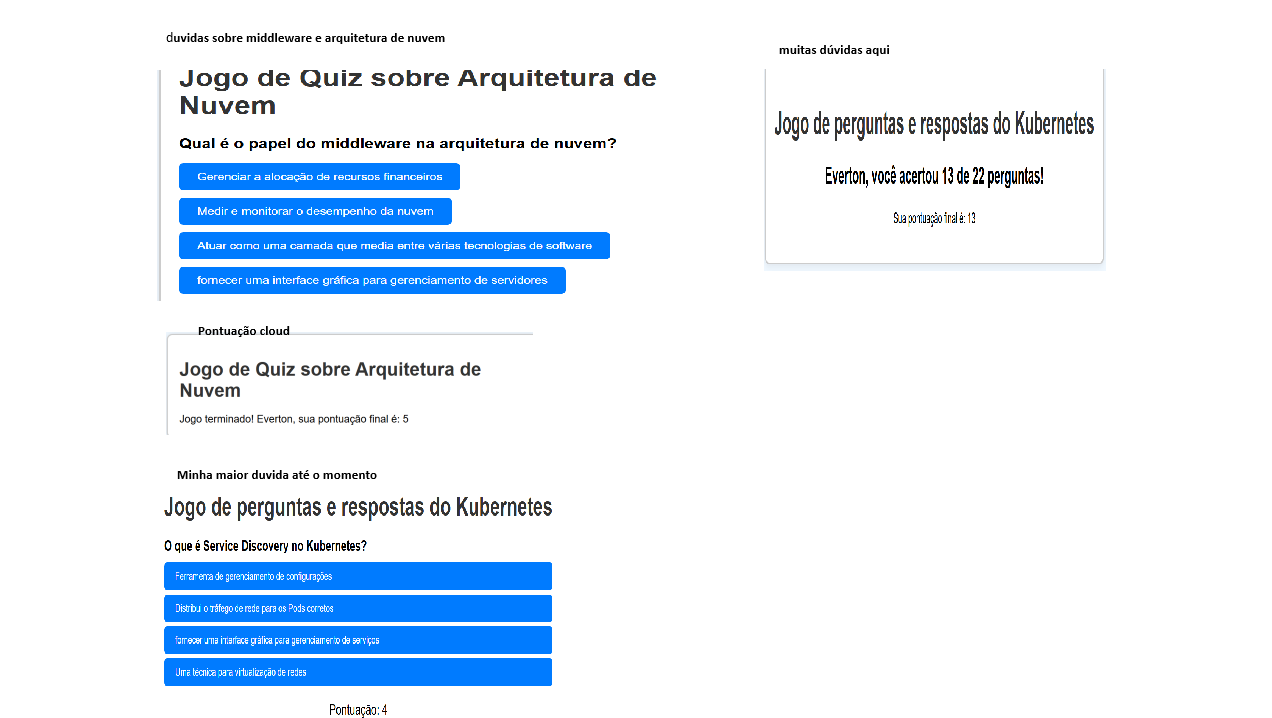 duvidas sobre middleware e arquitetura de nuvem
Jogo de Quiz sobre Arquitetura de
Nuvem
Qual é o papel do middleware na arquitetura de nuvem?
Gerenciar a alocação de recursos financeiros
Medir e monitorar o desempenho da nuvem
Atuar como uma camada que media entre várias tecnologias de software
fornecer uma interface gráfica para gerenciamento de servidores
Pontuação cloud
Jogo de Quiz sobre Arquitetura de
Nuvem
Jogo terminado! Everton, sua pontuação final é: 5
Minha maior duvida até o momento
Jogo de perguntas e respostas do Kubernetes
O que é Service Discovery no Kubernetes?
Ferramenta de gerenciamento de configurações
Distribui o tráfego de rede para os Pods corretos
fornecer uma interface gráfica para gerenciamento de serviços
Uma técnica para virtualização de redes
Pontuação: 4
muitas dúvidas aqui
Jogo de perguntas e respostas do Kubernetes
Everton, você acertou 13 de 22 perguntas!
Sua pontuação final é: 13